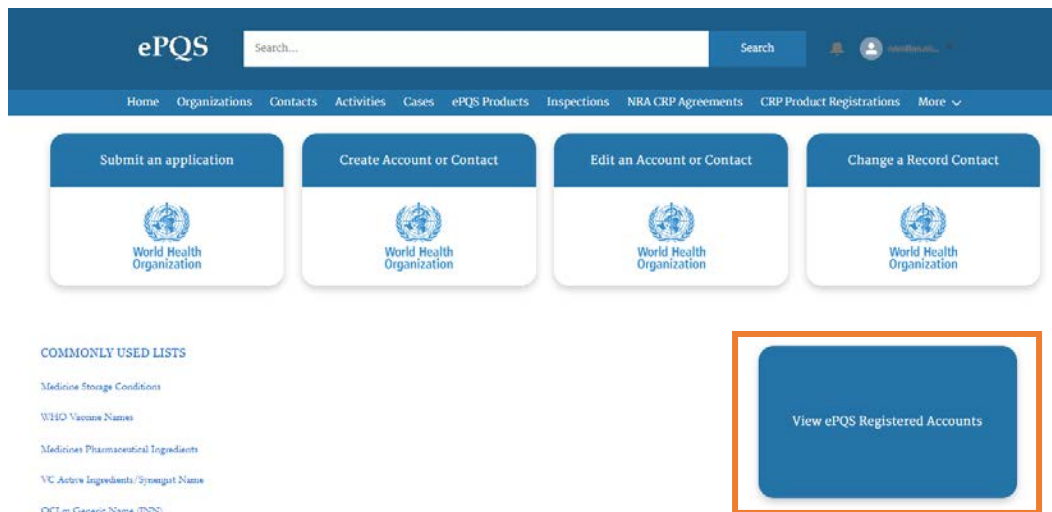 ePQS Search... Search
Home Organizations Contacts Activities Cases ePQS Products Inspections NRA CRP Agreements CRP Product Registrations More
Submit an application Create Account or Contact Edit an Account or Contact Change a Record Contact
World Health World Health World Health World Health
Organization Organization Organization Organization
COMMONLY USED LISTS
Medicine Storage Conditions
WHO Vaccine Names
View ePQS Registered Accounts
Medicines Pharmaceutical Ingredients
VC Active Ingredients/Synergist Name
Generic Name (INN)